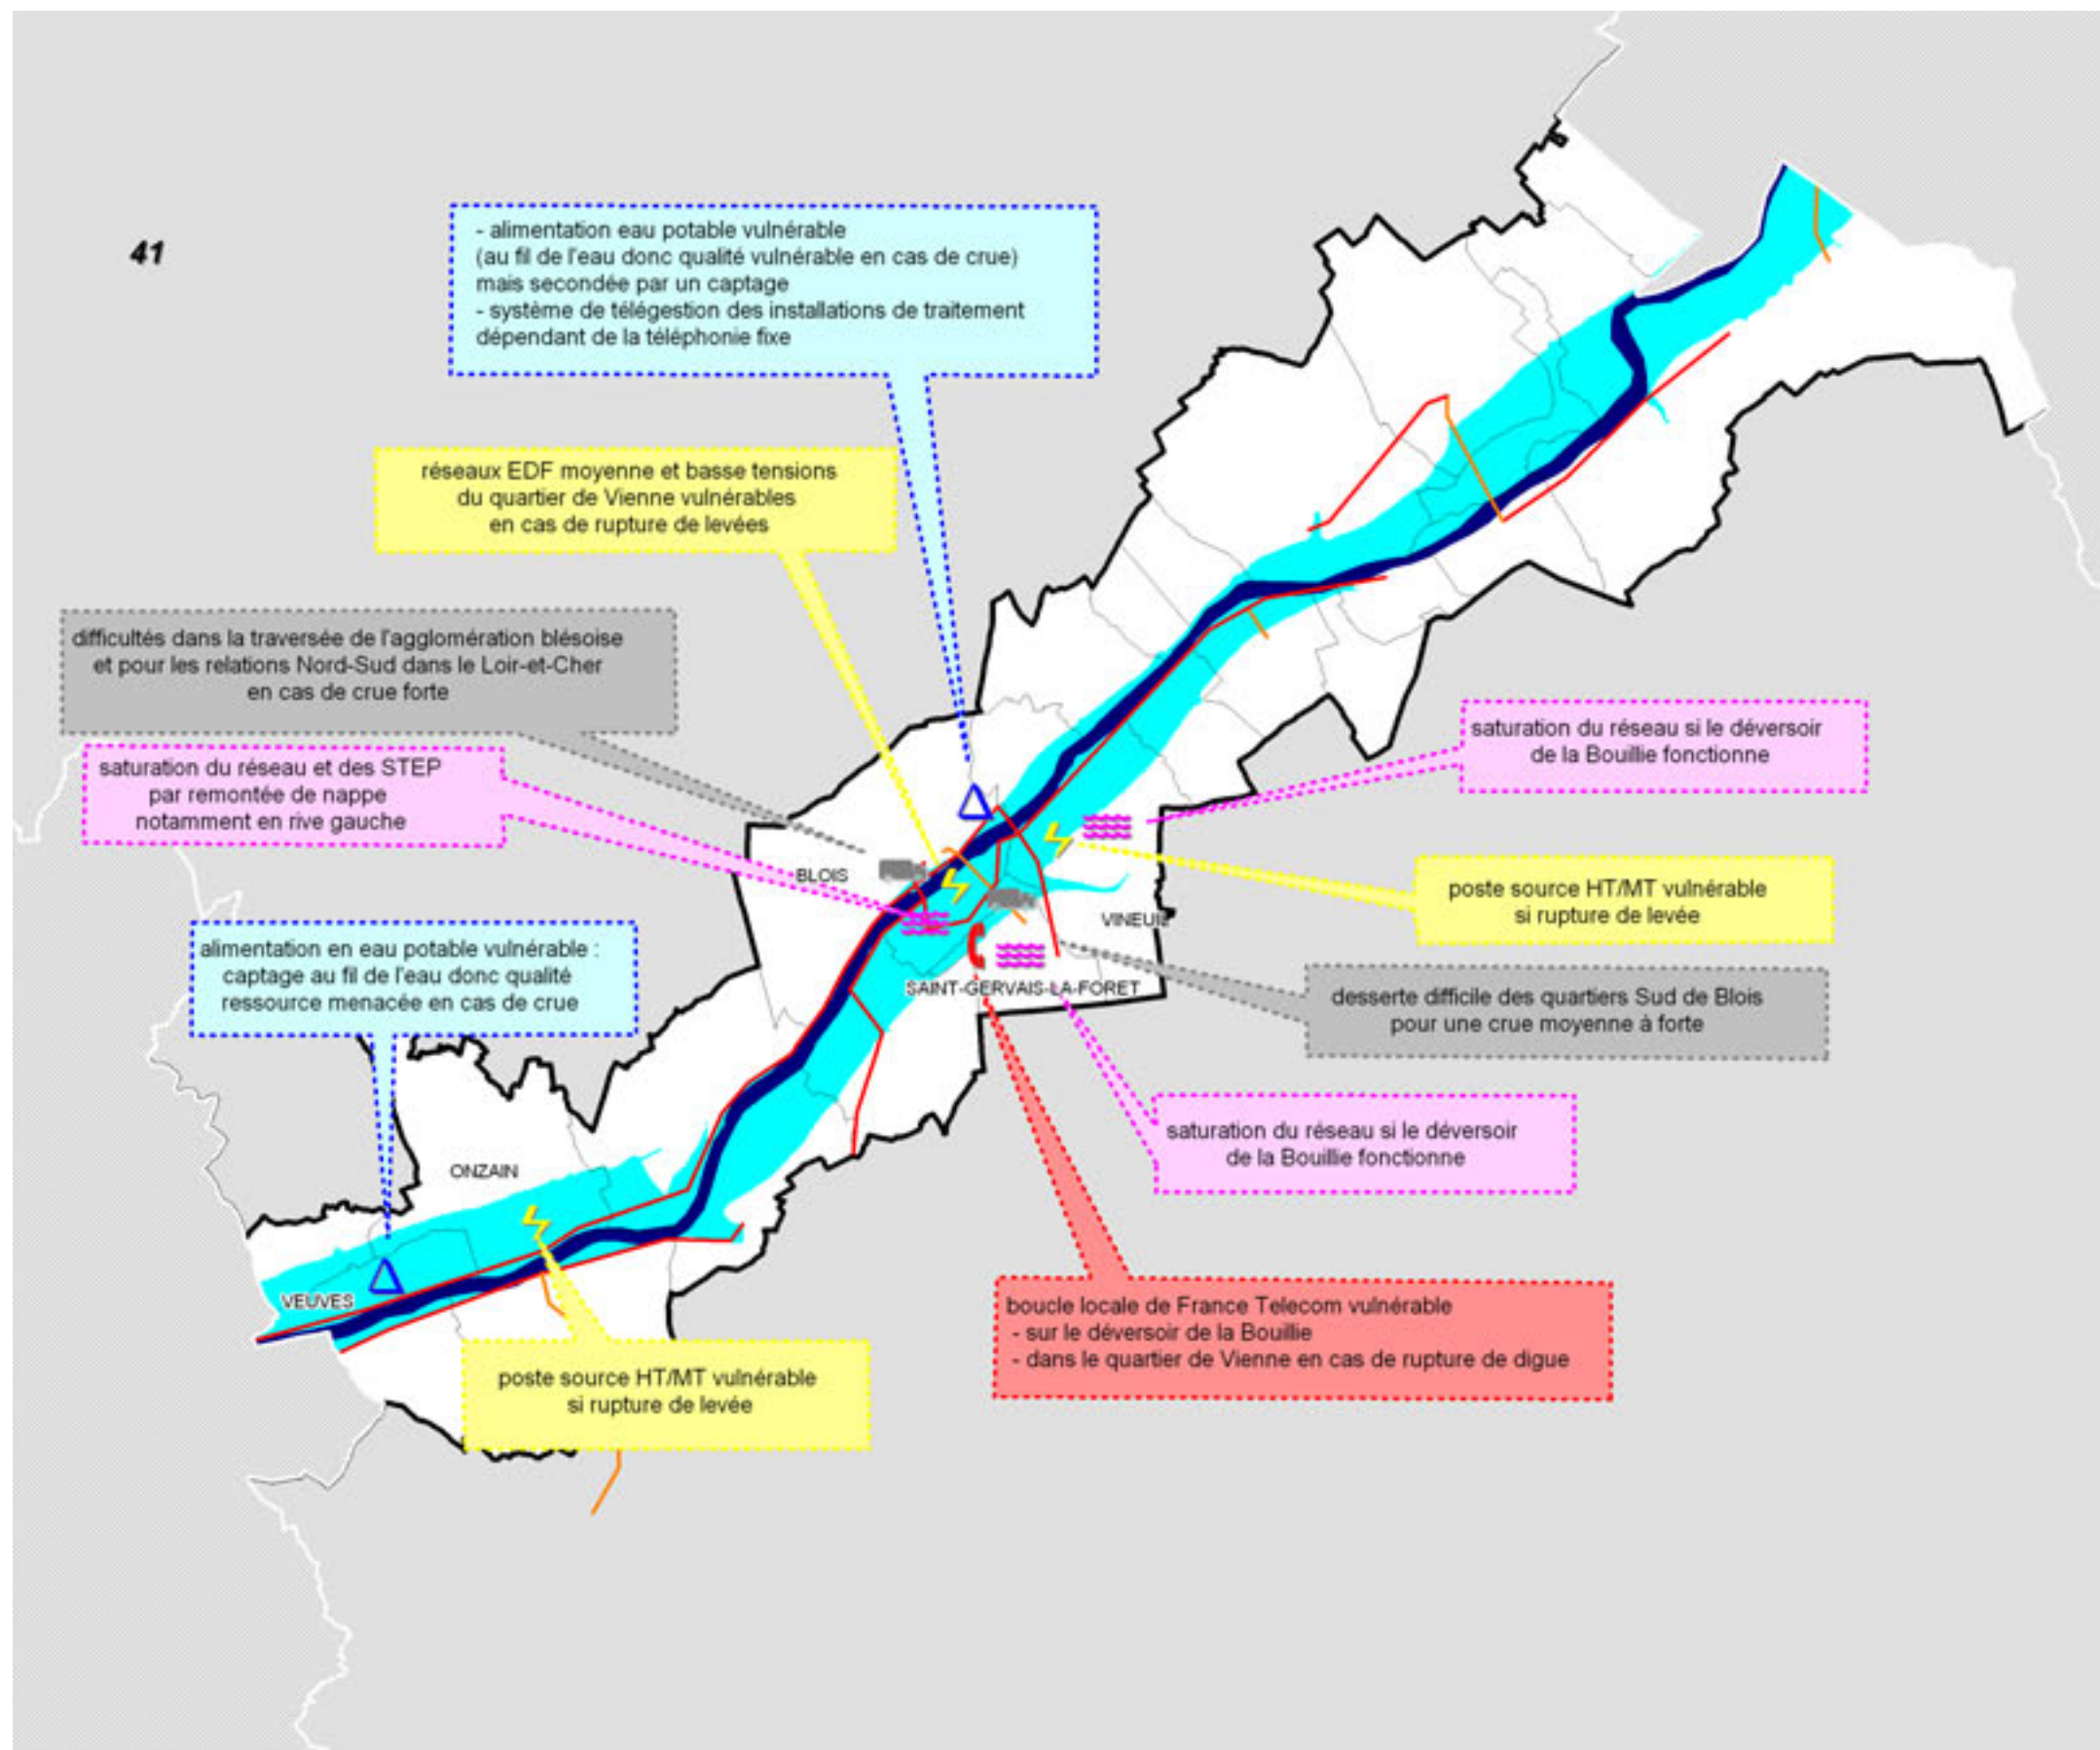 41
- alimentation eau potable vulnérable
(au fil de l'eau donc qualité vulnérable en cas de crue)
mais secondée par un captage
- système de télégestion des installations de traitement
dépendant de la téléphonie fixe
réseaux EDF moyenne et basse tensions
du quartier de Vienne vulnérables
en cas de rupture de levées
difficultés dans la traversée de l'agglomération blésoise
et pour les relations Nord-Sud dans le Loir-et-Cher
en cas de crue forte
saturation du réseau si le déversoir
de la Bouillie fonctionne
saturation du réseau et des STEP
par remontée de nappe
notamment en rive gauche
BLOIS
poste source HT/MT vulnérable
si rupture de levée
VINEUIL
alimentation en eau potable vulnérable :
captage au fil de l'eau donc qualité
ressource menacée en cas de crue
SAINT-GERVAIS-LA-FORET
desserte difficile des quartiers Sud de Blois
pour une crue moyenne à forte
saturation du réseau si le déversoir
de la Bouillie fonctionne
ONZAIN
VEUVES
boucle locale de France Telecom vulnérable
- sur le déversoir de la Bouillie
- dans le quartier de Vienne en cas de rupture de digue
poste source HT/MT vulnérable
si rupture de levée